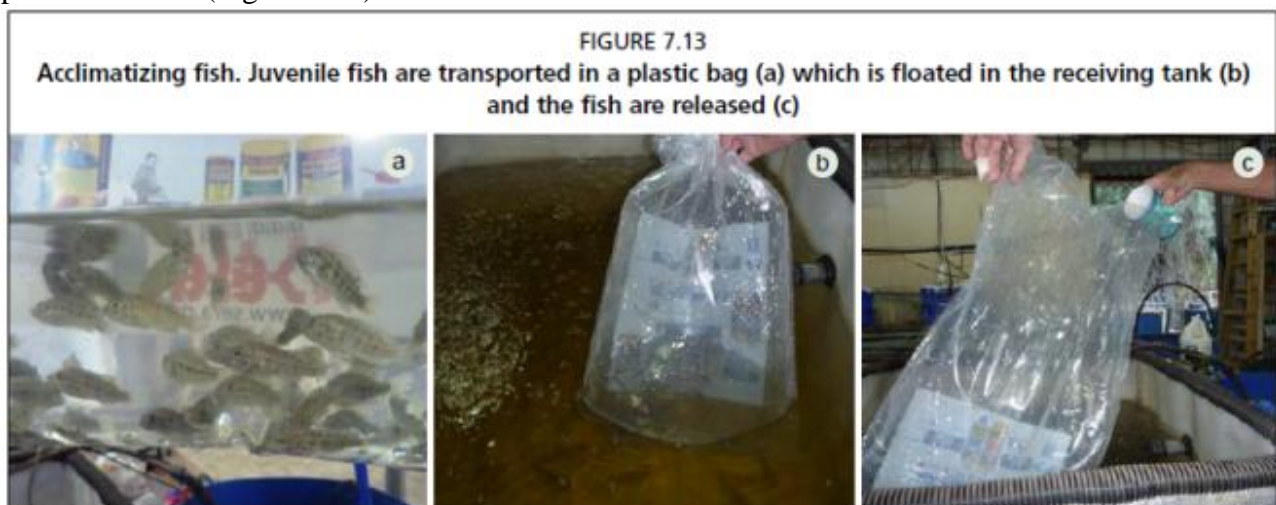 FIGURE 7.13
Acclimatizing fish. Juvenile fish are transported in a plastic bag (a) which is floated in the receiving tank (b)
and the fish are released (c)
a
b
c